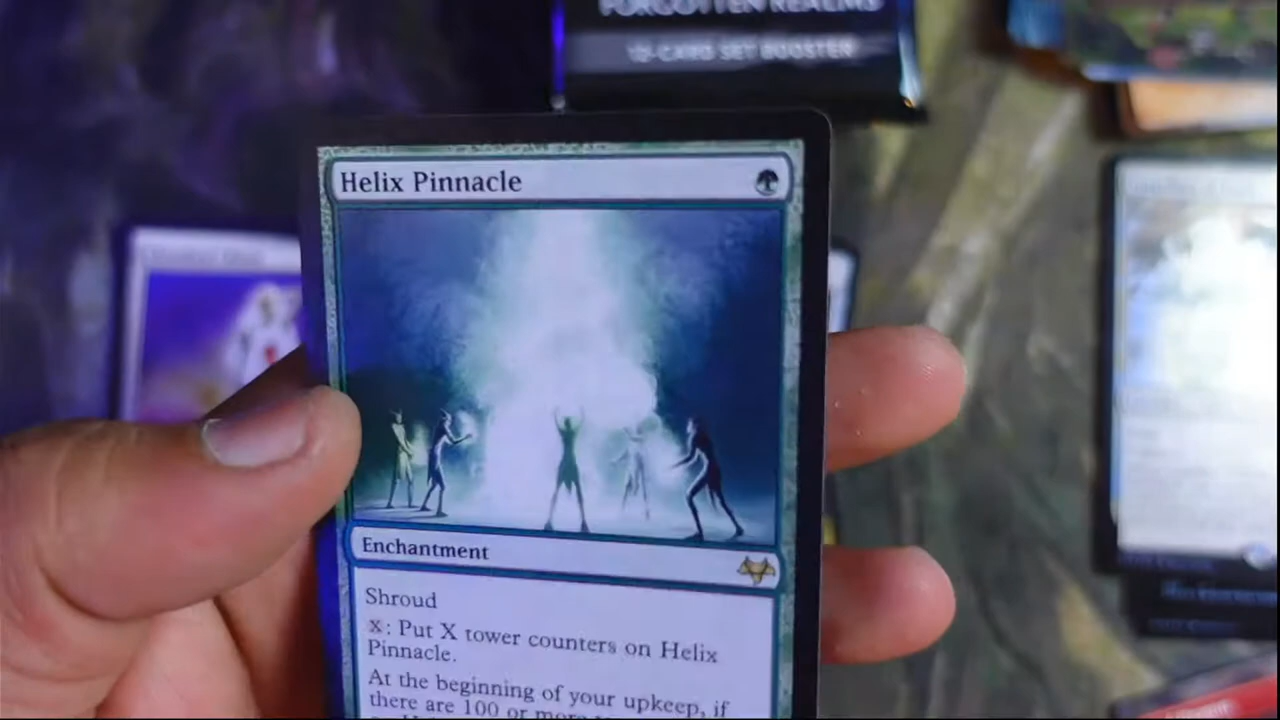 FORGOTTEN REALMS
12-CARD SET BOOSTER
Helix Pinnacle
Enchantment
Shroud
X: Put X tower counters on Helix
Pinnacle.
At the beginning of your upkeep, if
there are 100 or more